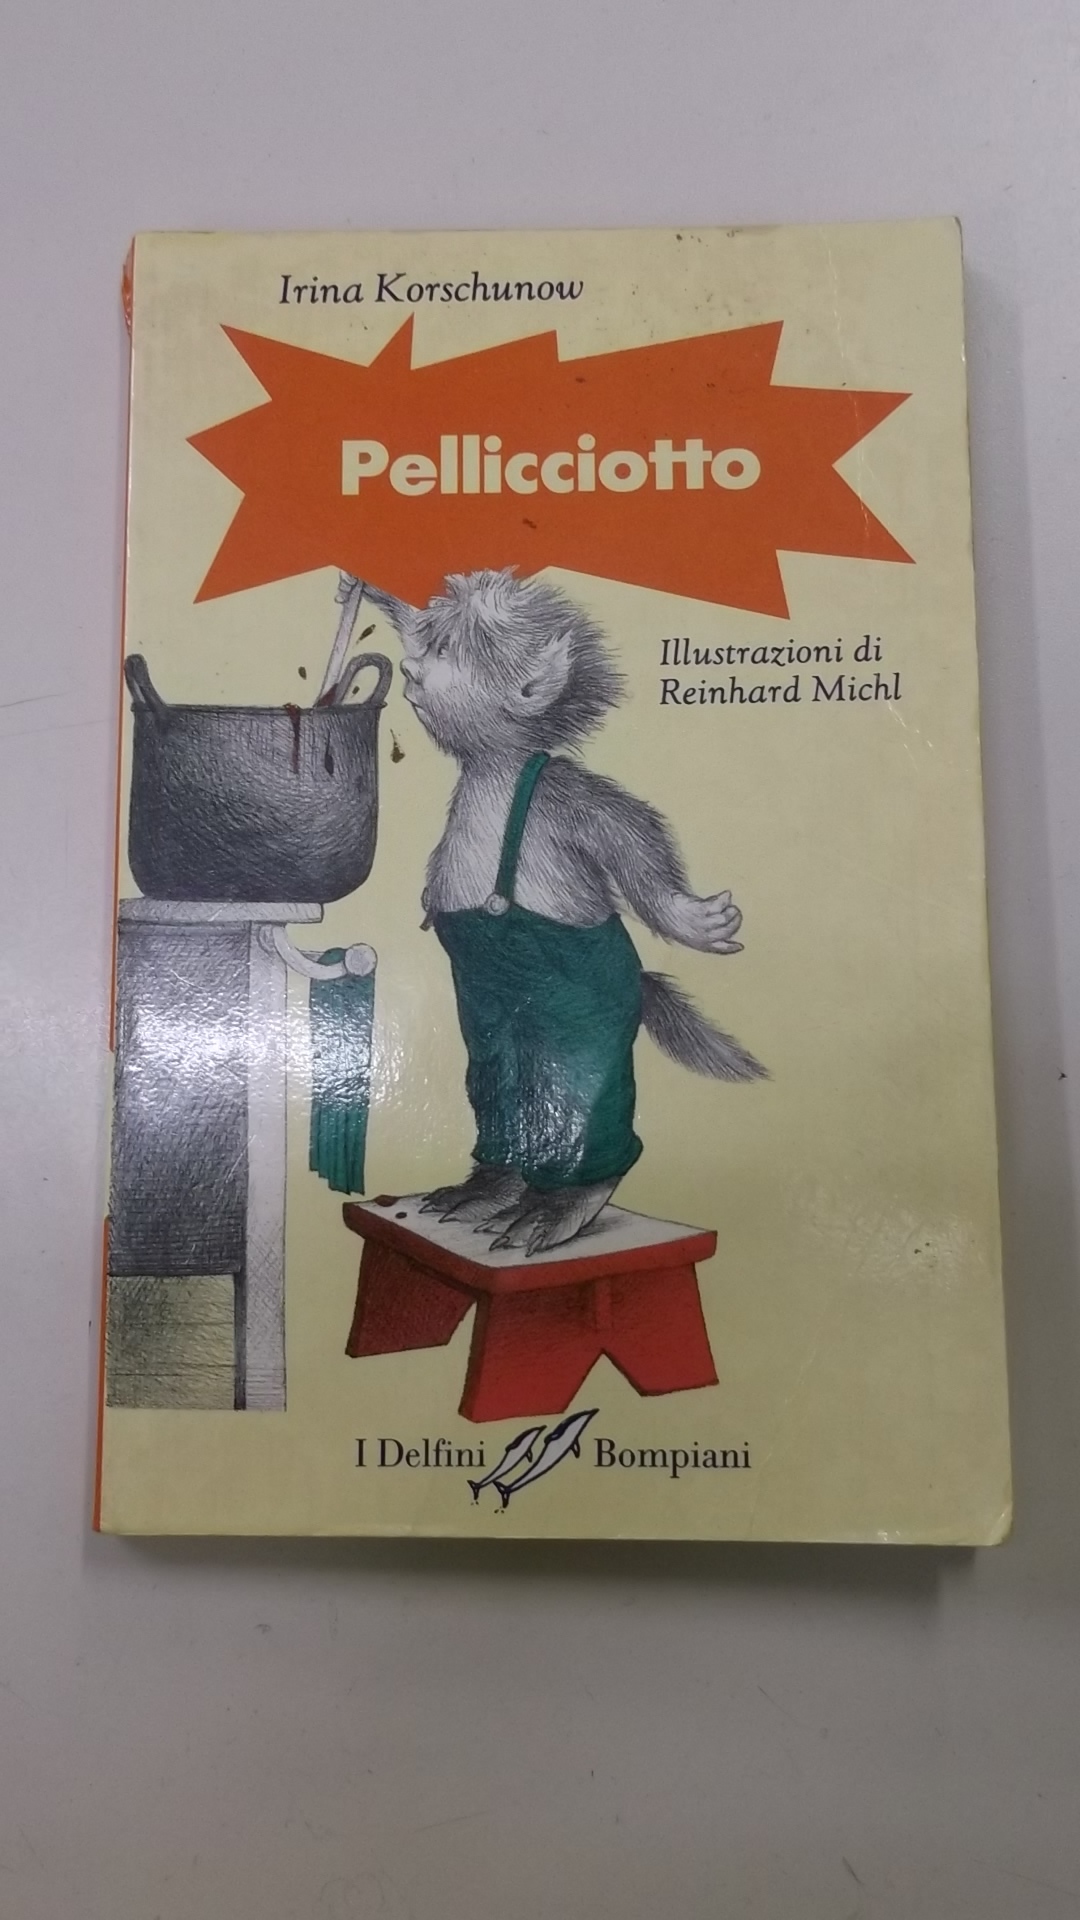 Irina Korschunow
Pellicciotto
Illustrazioni di
Reinhard Michl
I Delfini Bompiani